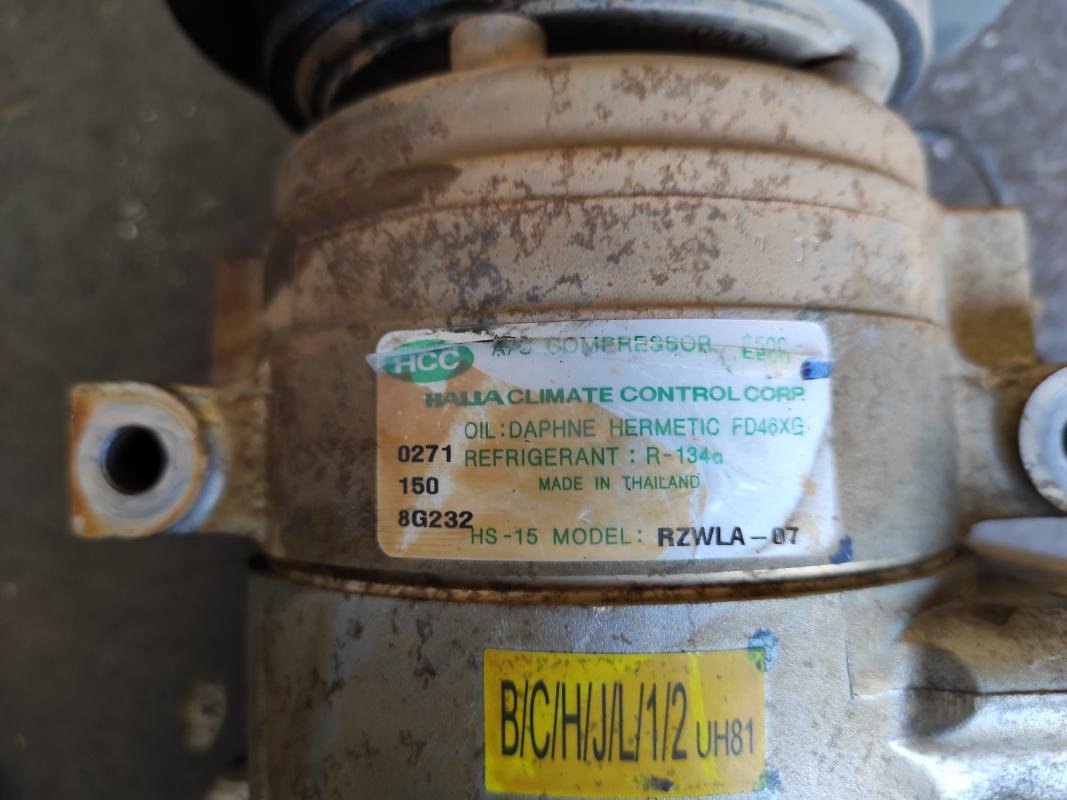 HCC A/C COMPRESSOR
HALLA CLIMATE CONTROL CORP.
OIL : DAPHNE HERMETIC FD46XG
0271 REFRIGERANT : R-134a
150 MADE IN THAILAND
8G232
HS-15 MODEL: RZWLA-07
B/C/H/J/L/1/2 UH81